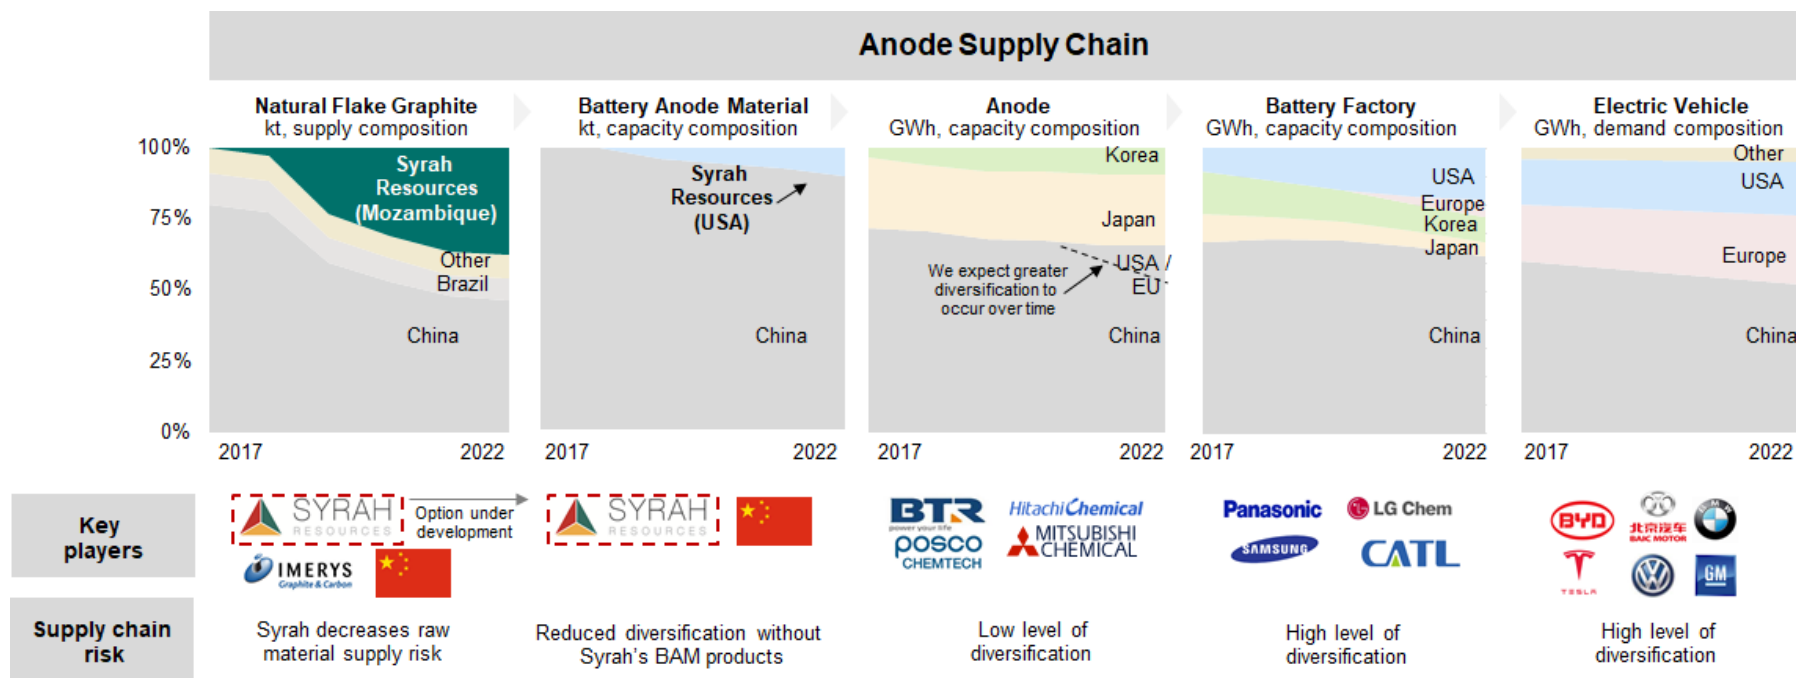 Anode Supply Chain
Natural Flake Graphite
kt, supply composition
Battery Anode Material
kt, capacity composition
Anode
GWh, capacity composition
Battery Factory
GWh, capacity composition
Electric Vehicle
GWh, demand composition
100%
75%
50%
25%
0%
Syrah
Resources
(Mozambique)
Other
Brazil
China
2017
2022
Syrah
Resources
(USA)
China
2017
2022
Korea
Japan
USA /
EU
We expect greater
diversification to
occur over time
China
2017
2022
USA
Europe
Korea
Japan
China
2017
2022
Other
USA
Europe
China
2017
2022
Key
players
SYRAH
RESOURCES
Option under
development
IMERYS
Graphite & Carbon
SYRAH
RESOURCES
BTR
power your life
Hitachi Chemical
posco
CHEMTECH
MITSUBISHI
CHEMICAL
Panasonic
LG Chem
SAMSUNG
CATL
BYD
北京汽车
BAIC MOTOR
BMW
TESLA
GM
Supply chain
risk
Syrah decreases raw
material supply risk
Reduced diversification without
Syrah's BAM products
Low level of
diversification
High level of
diversification
High level of
diversification